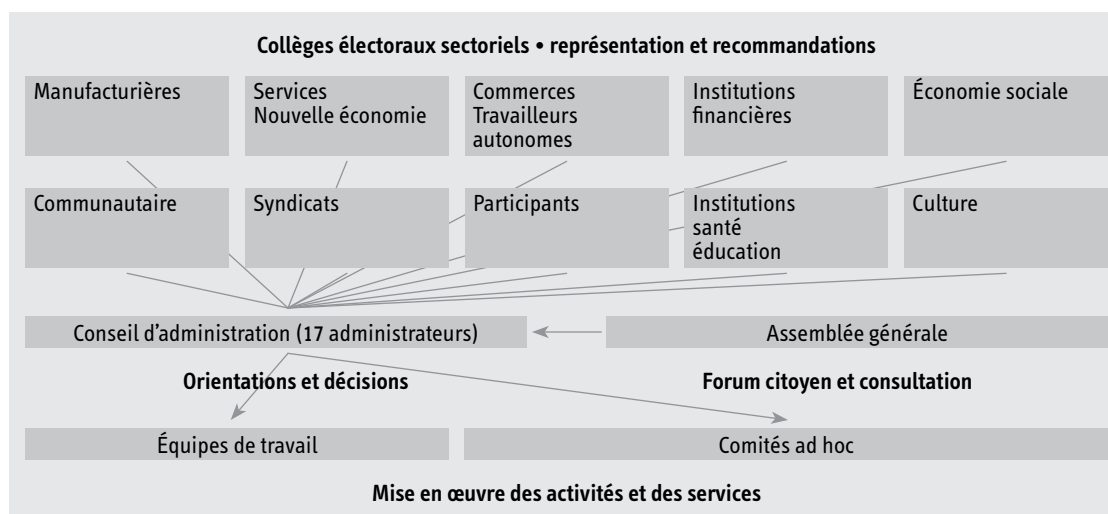 Collèges électoraux sectoriels • représentation et recommandations
Manufacturières
Services
Nouvelle économie
Commerces
Travailleurs
autonomes
Institutions
financières
Économie sociale
Communautaire
Syndicats
Participants
Institutions
santé
éducation
Culture
Conseil d'administration (17 administrateurs)
Assemblée générale
Orientations et décisions
Forum citoyen et consultation
Équipes de travail
Comités ad hoc
Mise en œuvre des activités et des services